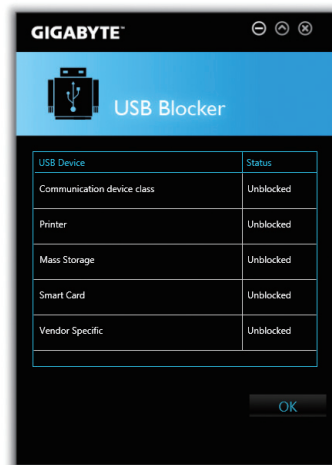 GIGABYTE™
USB Blocker
USB Device Status
Communication device class Unblocked
Printer Unblocked
Mass Storage Unblocked
Smart Card Unblocked
Vendor Specific Unblocked
OK